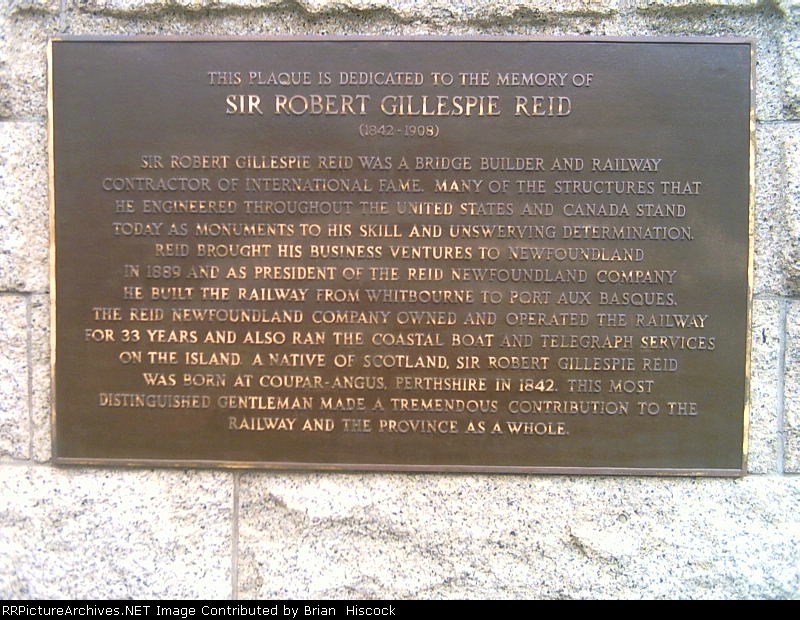 THIS PLAQUE IS DEDICATED TO THE MEMORY OF
SIR ROBERT GILLESPIE REID
(1842-1908)
SIR ROBERT GILLESPIE REID WAS A BRIDGE BUILDER AND RAILWAY
CONTRACTOR OF INTERNATIONAL FAME. MANY OF THE STRUCTURES THAT
HE ENGINEERED THROUGHOUT THE UNITED STATES AND CANADA STAND
TODAY AS MONUMENTS TO HIS SKILL AND UNSWERVING DETERMINATION.
REID BROUGHT HIS BUSINESS VENTURES TO NEWFOUNDLAND
IN 1889 AND AS PRESIDENT OF THE REID NEWFOUNDLAND COMPANY
HE BUILT THE RAILWAY FROM WHITBOURNE TO PORT AUX BASQUES.
THE REID NEWFOUNDLAND COMPANY OWNED AND OPERATED THE RAILWAY
FOR 33 YEARS AND ALSO RAN THE COASTAL BOAT AND TELEGRAPH SERVICES
ON THE ISLAND. A NATIVE OF SCOTLAND, SIR ROBERT GILLESPIE REID
WAS BORN AT COUPAR-ANGUS, PERTHSHIRE IN 1842. THIS MOST
DISTINGUISHED GENTLEMAN MADE A TREMENDOUS CONTRIBUTION TO THE
RAILWAY AND THE PROVINCE AS A WHOLE.
RRPictureArchives.NET Image Contributed by Brian Hiscock